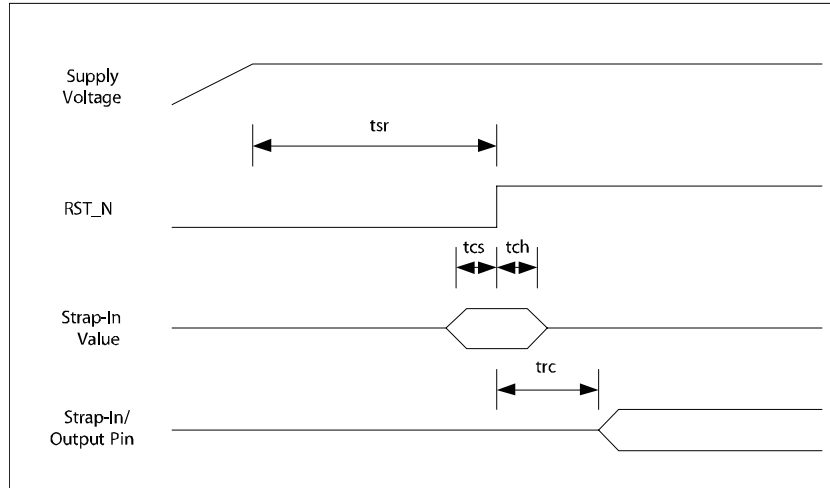 Supply
Voltage
tsr
RST_N
tcs
tch
Strap-In
Value
trc
Strap-In/
Output Pin